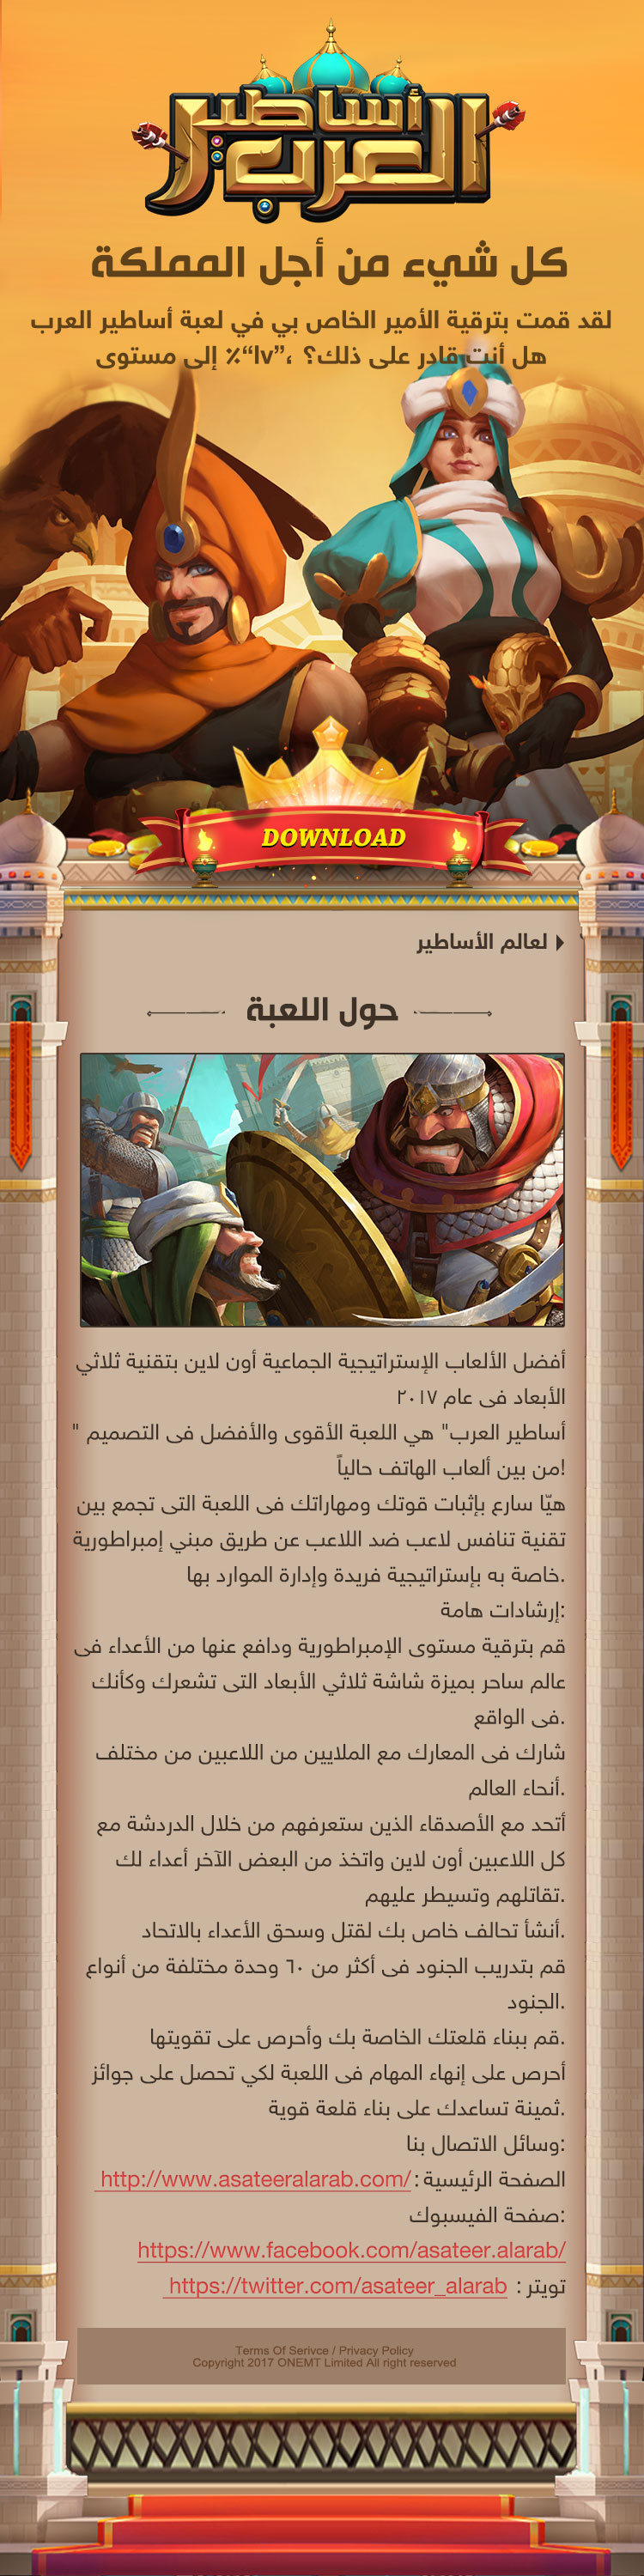 أساطير
العرب
كل شيء من أجل المملكة
لقد قمت بترقية الأمير الخاص بي في لعبة أساطير العرب
إلى مستوى ٪“lv”، هل أنت قادر على ذلك؟
DOWNLOAD
لعالم الأساطير
حول اللعبة
أفضل الألعاب الإستراتيجية الجماعية أون لاين بتقنية ثلاثي
الأبعاد فى عام ٢٠١٧
أساطير العرب" هي اللعبة الأقوى والأفضل فى التصميم "
!من بين ألعاب الهاتف حالياً
هيّا سارع بإثبات قوتك ومهاراتك فى اللعبة التى تجمع بين
تقنية تنافس لاعب ضد اللاعب عن طريق مبني إمبراطورية
.خاصة به بإستراتيجية فريدة وإدارة الموارد بها
:إرشادات هامة
قم بترقية مستوى الإمبراطورية ودافع عنها من الأعداء فى
عالم ساحر بميزة شاشة ثلاثي الأبعاد التى تشعرك وكأنك
.فى الواقع
شارك فى المعارك مع الملايين من اللاعبين من مختلف
.أنحاء العالم
أتحد مع الأصدقاء الذين ستعرفهم من خلال الدردشة مع
كل اللاعبين أون لاين واتخذ من البعض الآخر أعداء لك
.تقاتلهم وتسيطر عليهم
.أنشأ تحالف خاص بك لقتل وسحق الأعداء بالاتحاد
قم بتدريب الجنود فى أكثر من ٦٠ وحدة مختلفة من أنواع
.الجنود
.قم ببناء قلعتك الخاصة بك وأحرص على تقويتها
أحرص على إنهاء المهام فى اللعبة لكي تحصل على جوائز
.ثمينة تساعدك على بناء قلعة قوية
:وسائل الاتصال بنا
الصفحة الرئيسية : http://www.asateeralarab.com/
:صفحة الفيسبوك
https://www.facebook.com/asateer.alarab/
تويتر : https://twitter.com/asateer_alarab
Terms Of Serivce / Privacy Policy
Copyright 2017 ONEMT Limited All right reserved